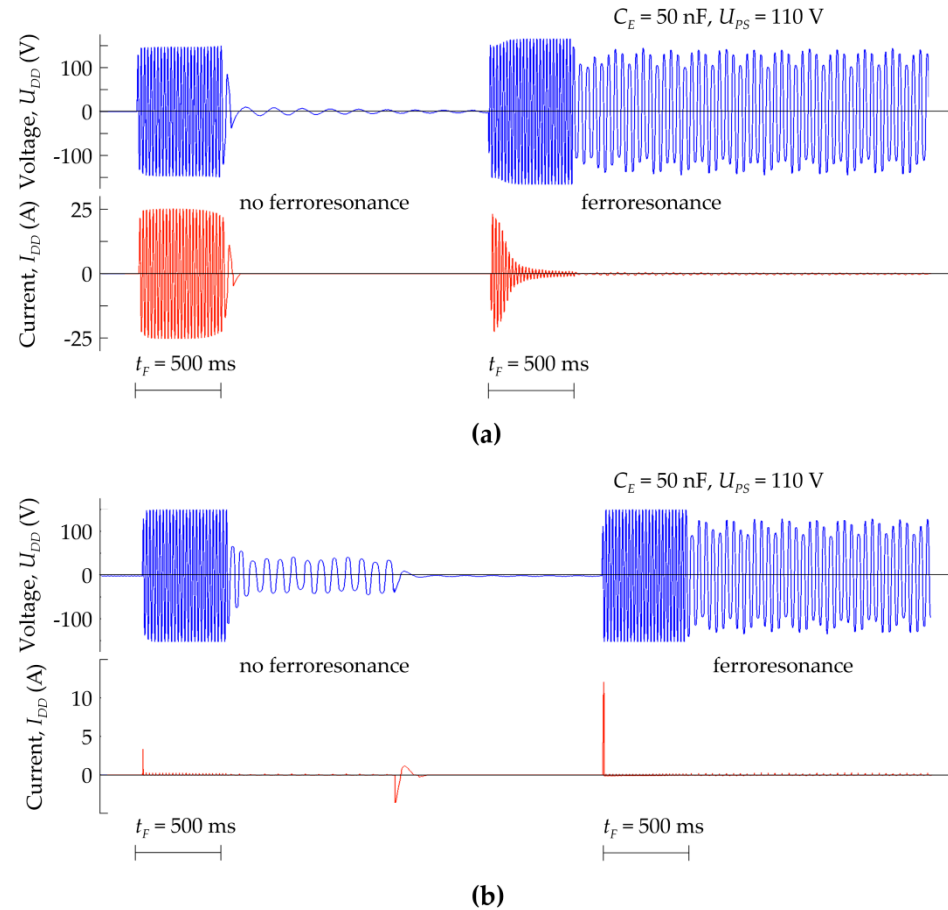 C_E = 50 nF, U_PS = 110 V
Voltage, U_DD (V)
100
0
-100
no ferroresonance
ferroresonance
Current, I_DD (A)
25
0
-25
t_F = 500 ms
t_F = 500 ms
(a)
C_E = 50 nF, U_PS = 110 V
Voltage, U_DD (V)
100
0
-100
no ferroresonance
ferroresonance
Current, I_DD (A)
10
5
0
t_F = 500 ms
t_F = 500 ms
(b)